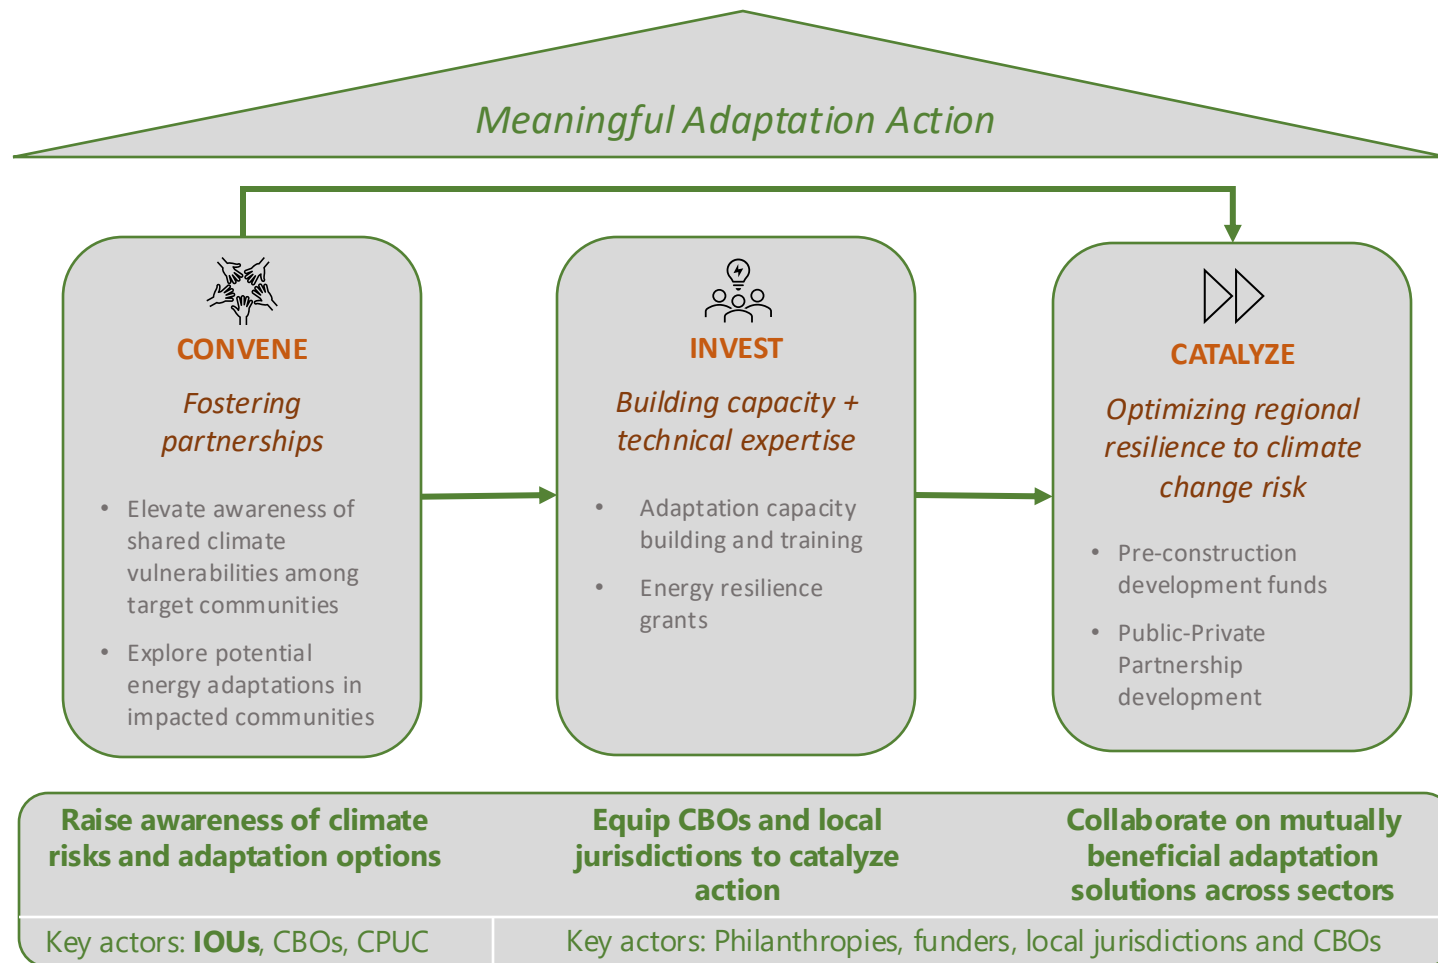 Meaningful Adaptation Action
CONVENE
Fostering
partnerships
• Elevate awareness of
shared climate
vulnerabilities among
target communities
• Explore potential
energy adaptations in
impacted communities
INVEST
Building capacity +
technical expertise
• Adaptation capacity
building and training
• Energy resilience
grants
CATALYZE
Optimizing regional
resilience to climate
change risk
• Pre-construction
development funds
• Public-Private
Partnership
development
Raise awareness of climate
risks and adaptation options
Equip CBOs and local
jurisdictions to catalyze
action
Collaborate on mutually
beneficial adaptation
solutions across sectors
Key actors: IOUs, CBOs, CPUC
Key actors: Philanthropies, funders, local jurisdictions and CBOs